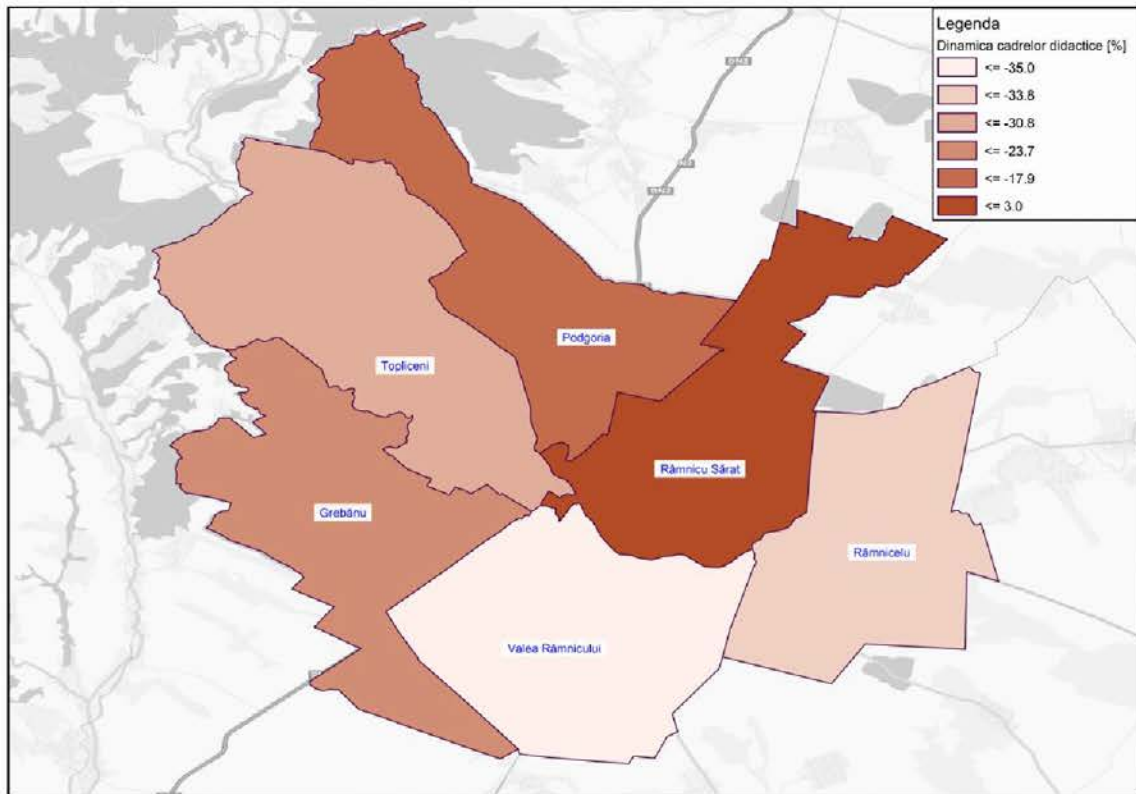 Legenda
Dinamica cadrelor didactice [%]
<= -35.0
<= -33.8
<= -30.8
<= -23.7
<= -17.9
<= 3.0
Podgoria
Topliceni
Râmnicu Sărat
Grebănu
Râmnicelu
Valea Râmnicului